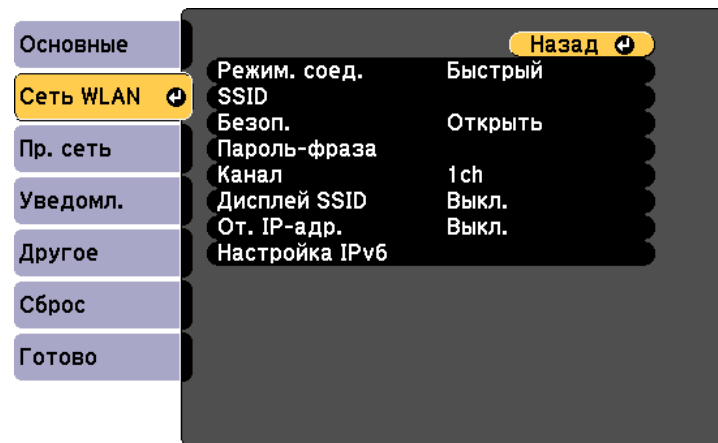 Основные
Сеть WLAN
Пр. сеть
Уведомл.
Другое
Сброс
Готово
Назад
Режим. соед. Быстрый
SSID
Безоп. Открыть
Пароль-фраза
Канал 1ch
Дисплей SSID Выкл.
От. IP-адр. Выкл.
Настройка IPv6